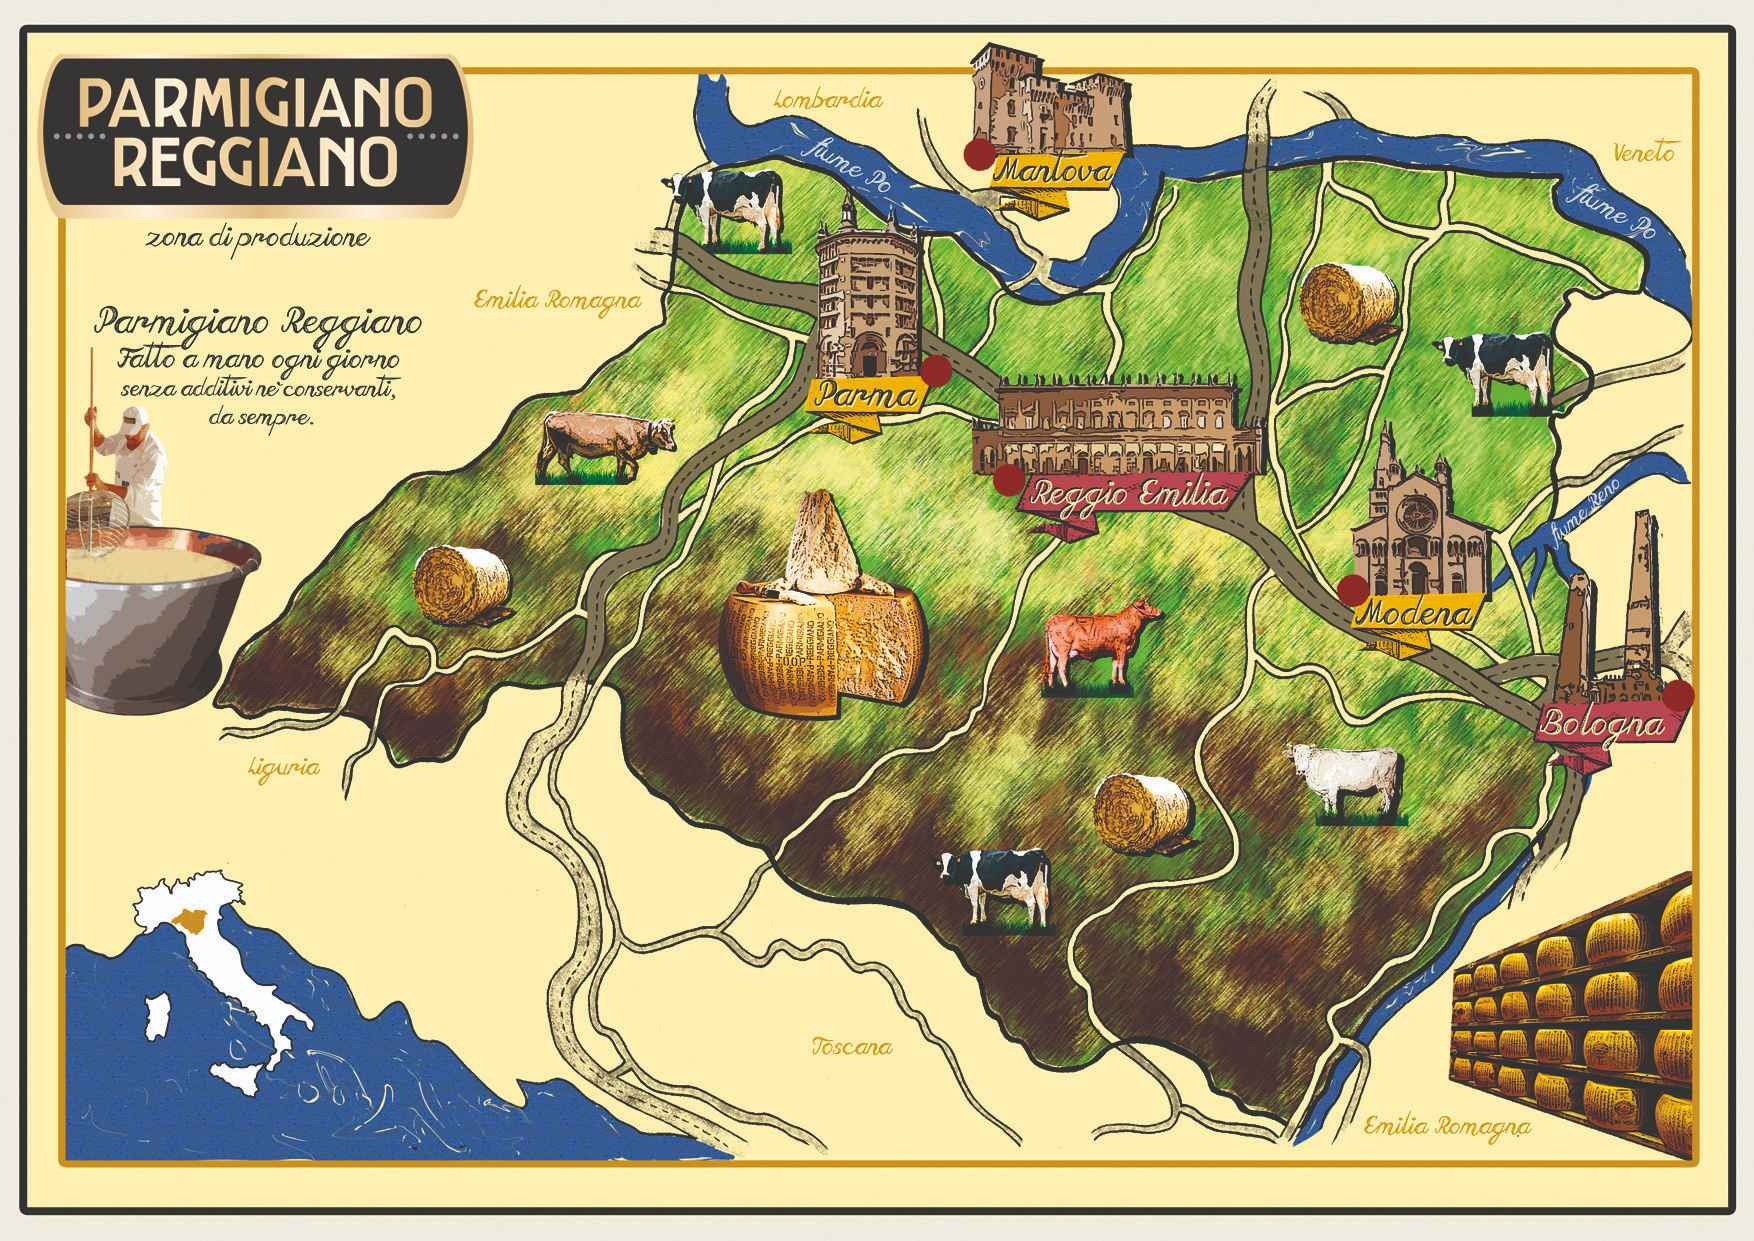 PARMIGIANO
REGGIANO
zona di produzione
Parmigiano Reggiano
Fatto a mano ogni giorno
senza additivi nè conservanti,
da sempre.
Lombardia
Veneto
fiume Po
Mantova
fiume Po
Emilia Romagna
Parma
Reggio Emilia
fiume Reno
Modena
Bologna
Liguria
Toscana
Emilia Romagna